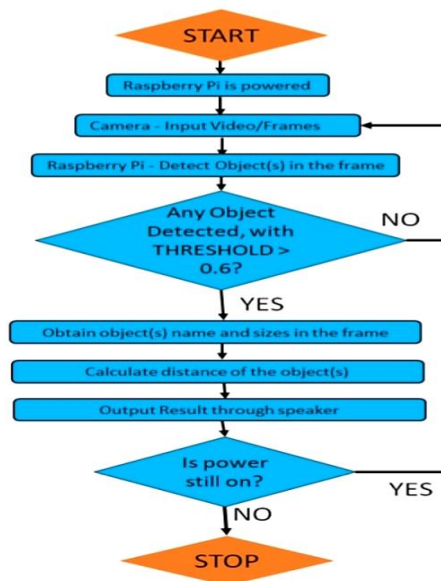 START
Raspberry Pi is powered
Camera - Input Video/Frames
Raspberry Pi - Detect Object(s) in the frame
Any Object
Detected, with
THRESHOLD >
0.6?
NO
YES
Obtain object(s) name and sizes in the frame
Calculate distance of the object(s)
Output Result through speaker
Is power
still on?
YES
NO
STOP